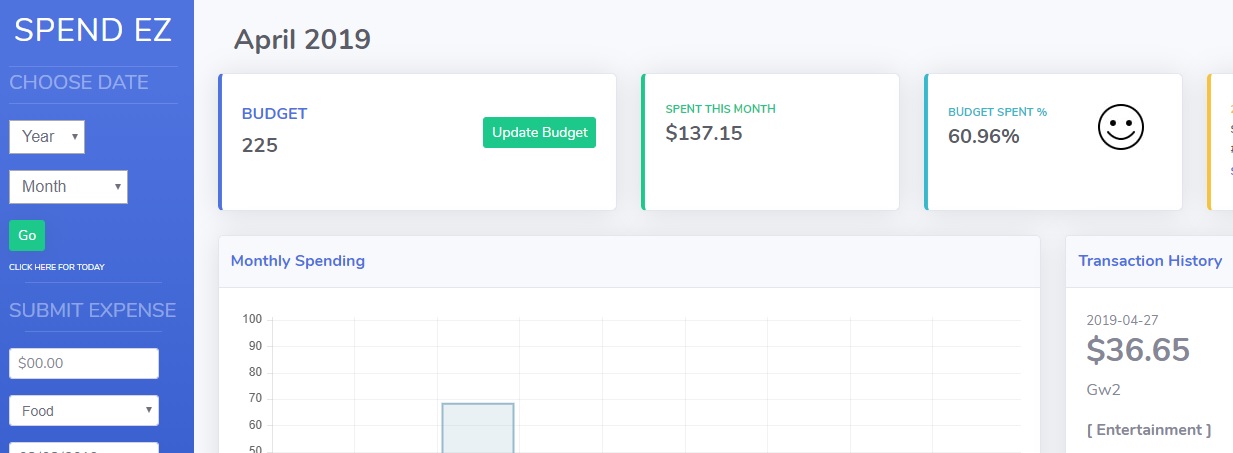 SPEND EZ
CHOOSE DATE
Year
Month
Go
CLICK HERE FOR TODAY
SUBMIT EXPENSE
$00.00
Food
April 2019
BUDGET
225
Update Budget
SPENT THIS MONTH
$137.15
BUDGET SPENT %
60.96%
Monthly Spending
100
90
80
70
60
50
Transaction History
2019-04-27
$36.65
Gw2
[ Entertainment ]